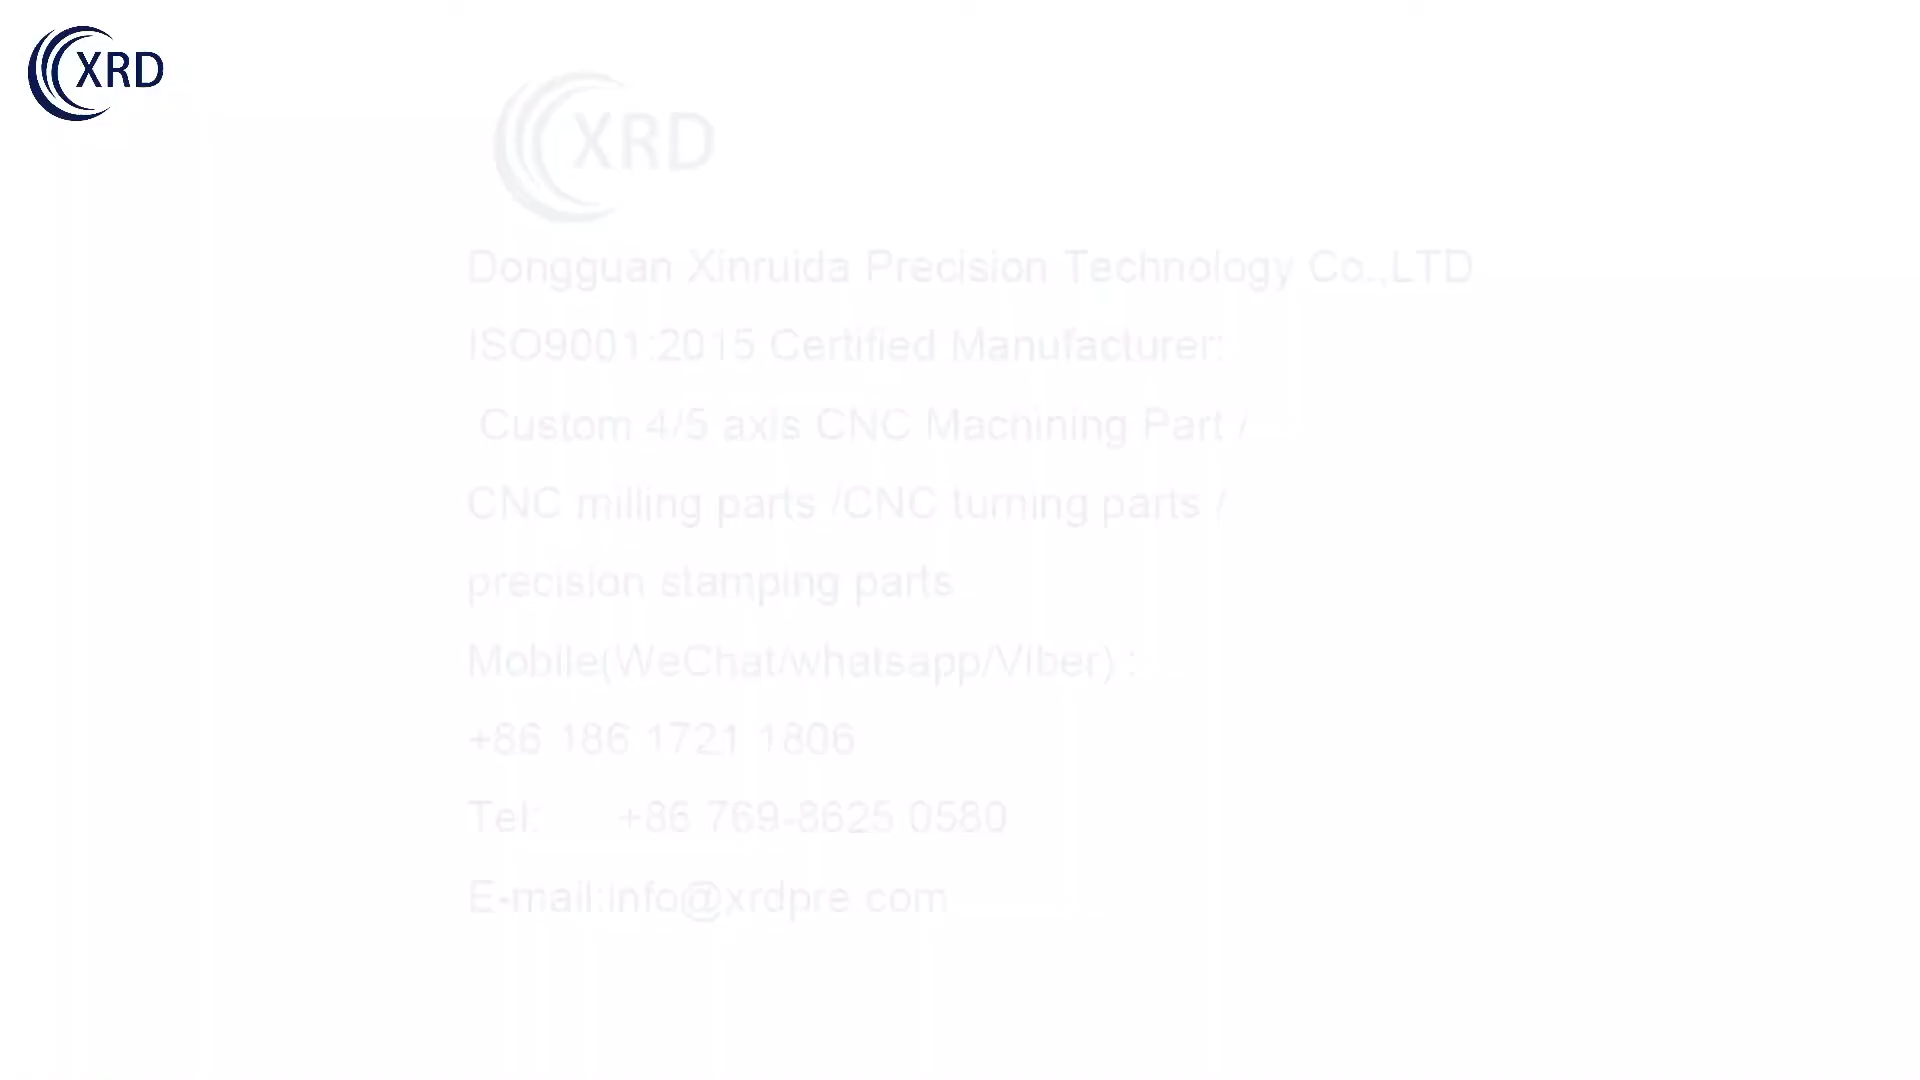 XRD
XRD
Dongguan Xinruida Precision Technology Co.,LTD
ISO9001:2015 Certified Manufacturer:
Custom 4/5 axis CNC Machining Part /
CNC milling parts /CNC turning parts /
precision stamping parts
Mobile(WeChat/whatsapp/Viber) :
+86 186 1721 1806
Tel: +86 769-8625 0580
E-mail:info@xrdpre.com